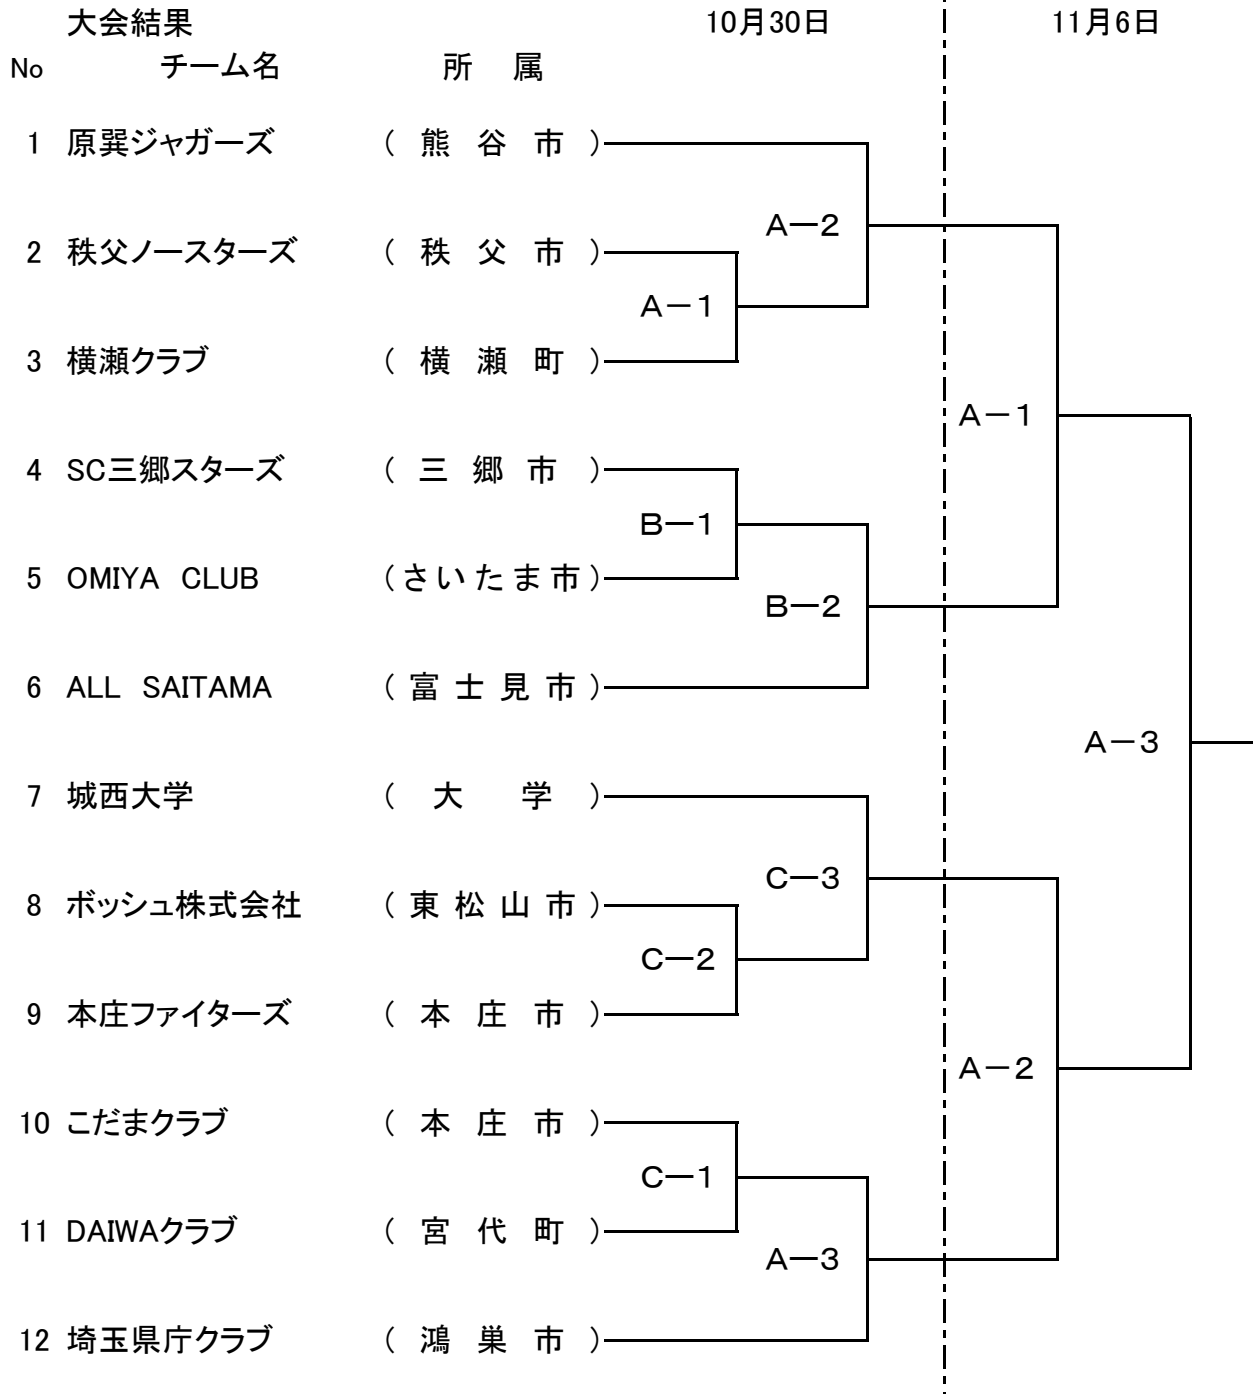 大会結果 10月30日 11月6日
No チーム名 所 属
1 原巽ジャガーズ ( 熊 谷 市 )
A－2
2 秩父ノースターズ ( 秩 父 市 )
A－1
3 横瀬クラブ ( 横 瀬 町 )
A－1
4 SC三郷スターズ ( 三 郷 市 )
B－1
5 OMIYA CLUB (さいたま市)
B－2
6 ALL SAITAMA ( 富 士 見 市 )
A－3
7 城西大学 ( 大 学 )
C－3
8 ボッシュ株式会社 ( 東 松 山 市 )
C－2
9 本庄ファイターズ ( 本 庄 市 )
A－2
10 こだまクラブ ( 本 庄 市 )
C－1
11 DAIWAクラブ ( 宮 代 町 )
A－3
12 埼玉県庁クラブ ( 鴻 巣 市 )